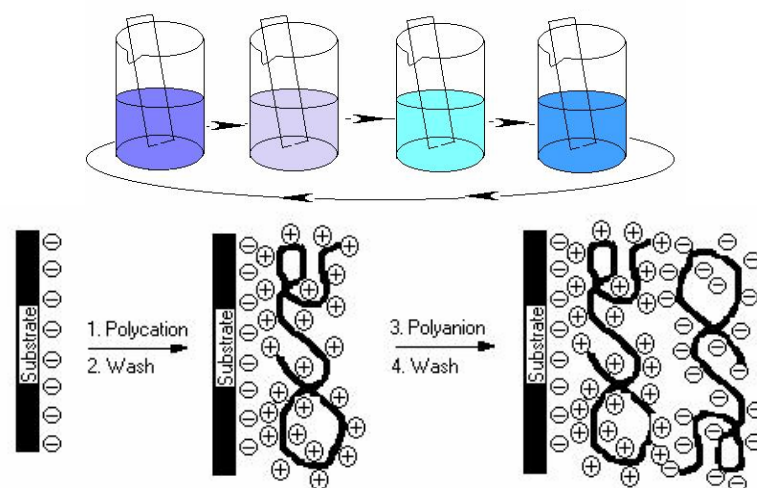 Substrate
1. Polycation
2. Wash
Substrate
3. Polyanion
4. Wash
Substrate